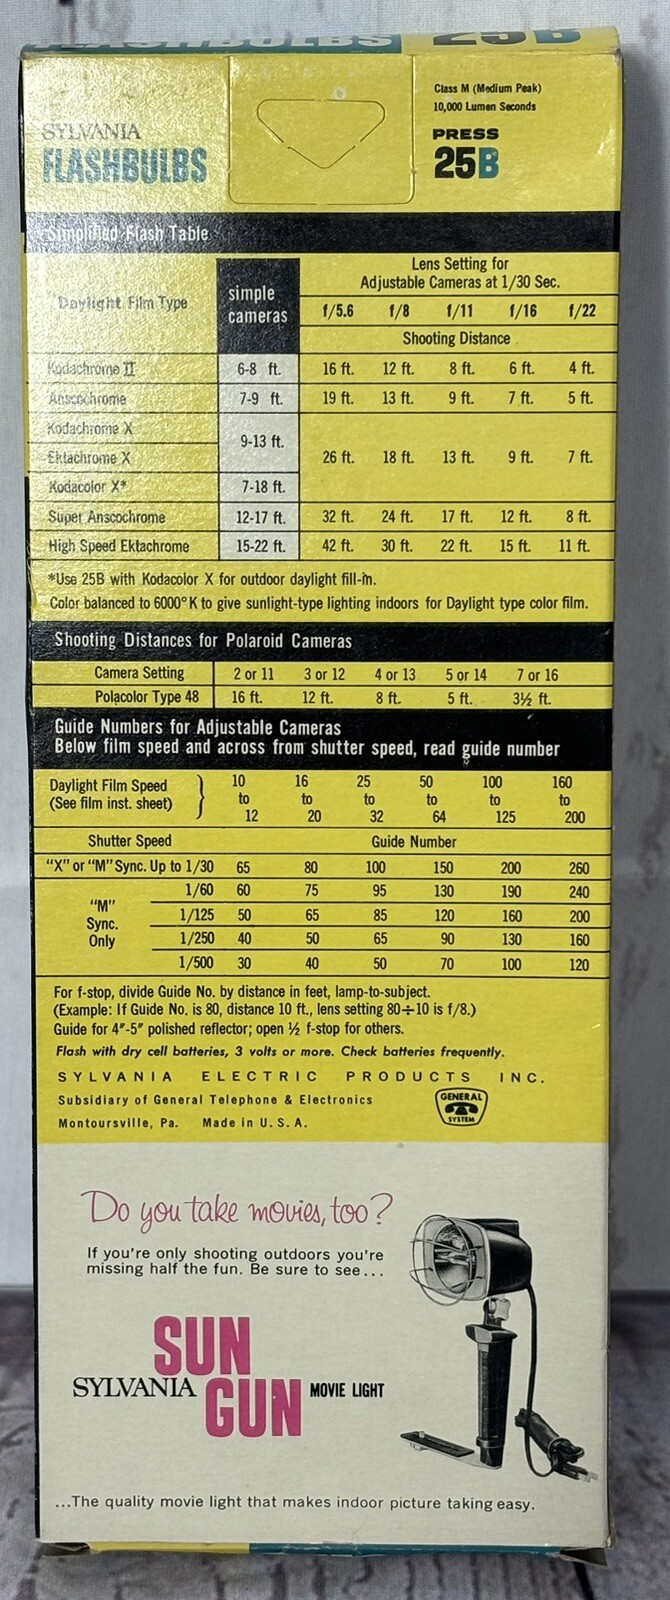 FLASHBULBS 25B
Class M (Medium Peak)
10,000 Lumen Seconds
SYLVANIA
FLASHBULBS
PRESS
25B
Simplified Flash Table
Daylight Film Type
simple
cameras
Lens Setting for
Adjustable Cameras at 1/30 Sec.
f/5.6 f/8 f/11 f/16 f/22
Shooting Distance
Kodachrome II 6-8 ft. 16 ft. 12 ft. 8 ft. 6 ft. 4 ft.
Anscochrome 7-9 ft. 19 ft. 13 ft. 9 ft. 7 ft. 5 ft.
Kodachrome X
9-13 ft.
Ektachrome X 26 ft. 18 ft. 13 ft. 9 ft. 7 ft.
Kodacolor X* 7-18 ft.
Super Anscochrome 12-17 ft. 32 ft. 24 ft. 17 ft. 12 ft. 8 ft.
High Speed Ektachrome 15-22 ft. 42 ft. 30 ft. 22 ft. 15 ft. 11 ft.
*Use 25B with Kodacolor X for outdoor daylight fill-in.
Color balanced to 6000°K to give sunlight-type lighting indoors for Daylight type color film.
Shooting Distances for Polaroid Cameras
Camera Setting 2 or 11 3 or 12 4 or 13 5 or 14 7 or 16
Polacolor Type 48 16 ft. 12 ft. 8 ft. 5 ft. 3½ ft.
Guide Numbers for Adjustable Cameras
Below film speed and across from shutter speed, read guide number
Daylight Film Speed 10 16 25 50 100 160
(See film inst. sheet) to to to to to to
12 20 32 64 125 200
Shutter Speed Guide Number
"X" or "M" Sync. Up to 1/30 65 80 100 150 200 260
1/60 60 75 95 130 190 240
"M"
Sync.
Only
1/125 50 65 85 120 160 200
1/250 40 50 65 90 130 160
1/500 30 40 50 70 100 120
For f-stop, divide Guide No. by distance in feet, lamp-to-subject.
(Example: If Guide No. is 80, distance 10 ft., lens setting 80÷10 is f/8.)
Guide for 4"-5" polished reflector; open ½ f-stop for others.
Flash with dry cell batteries, 3 volts or more. Check batteries frequently.
SYLVANIA ELECTRIC PRODUCTS INC.
Subsidiary of General Telephone & Electronics
Montoursville, Pa. Made in U.S.A.
GENERAL
SYSTEM
Do you take movies, too?
If you're only shooting outdoors you're
missing half the fun. Be sure to see...
SUN
SYLVANIA GUN MOVIE LIGHT
...The quality movie light that makes indoor picture taking easy.